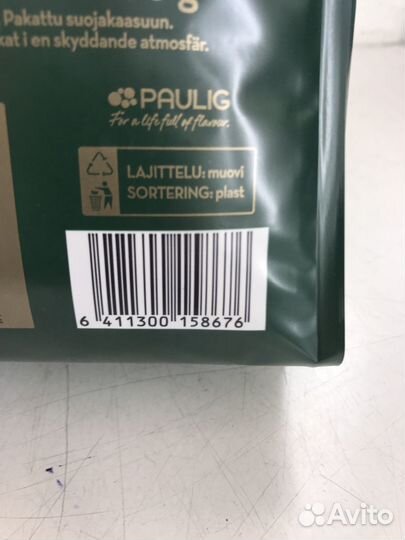 Pakattu suojakaasuun.
kat i en skyddande atmosfär.
PAULIG
For a life full of flavour.
LAJITTELU: muovi
SORTERING: plast
6 411300 158676
Avito